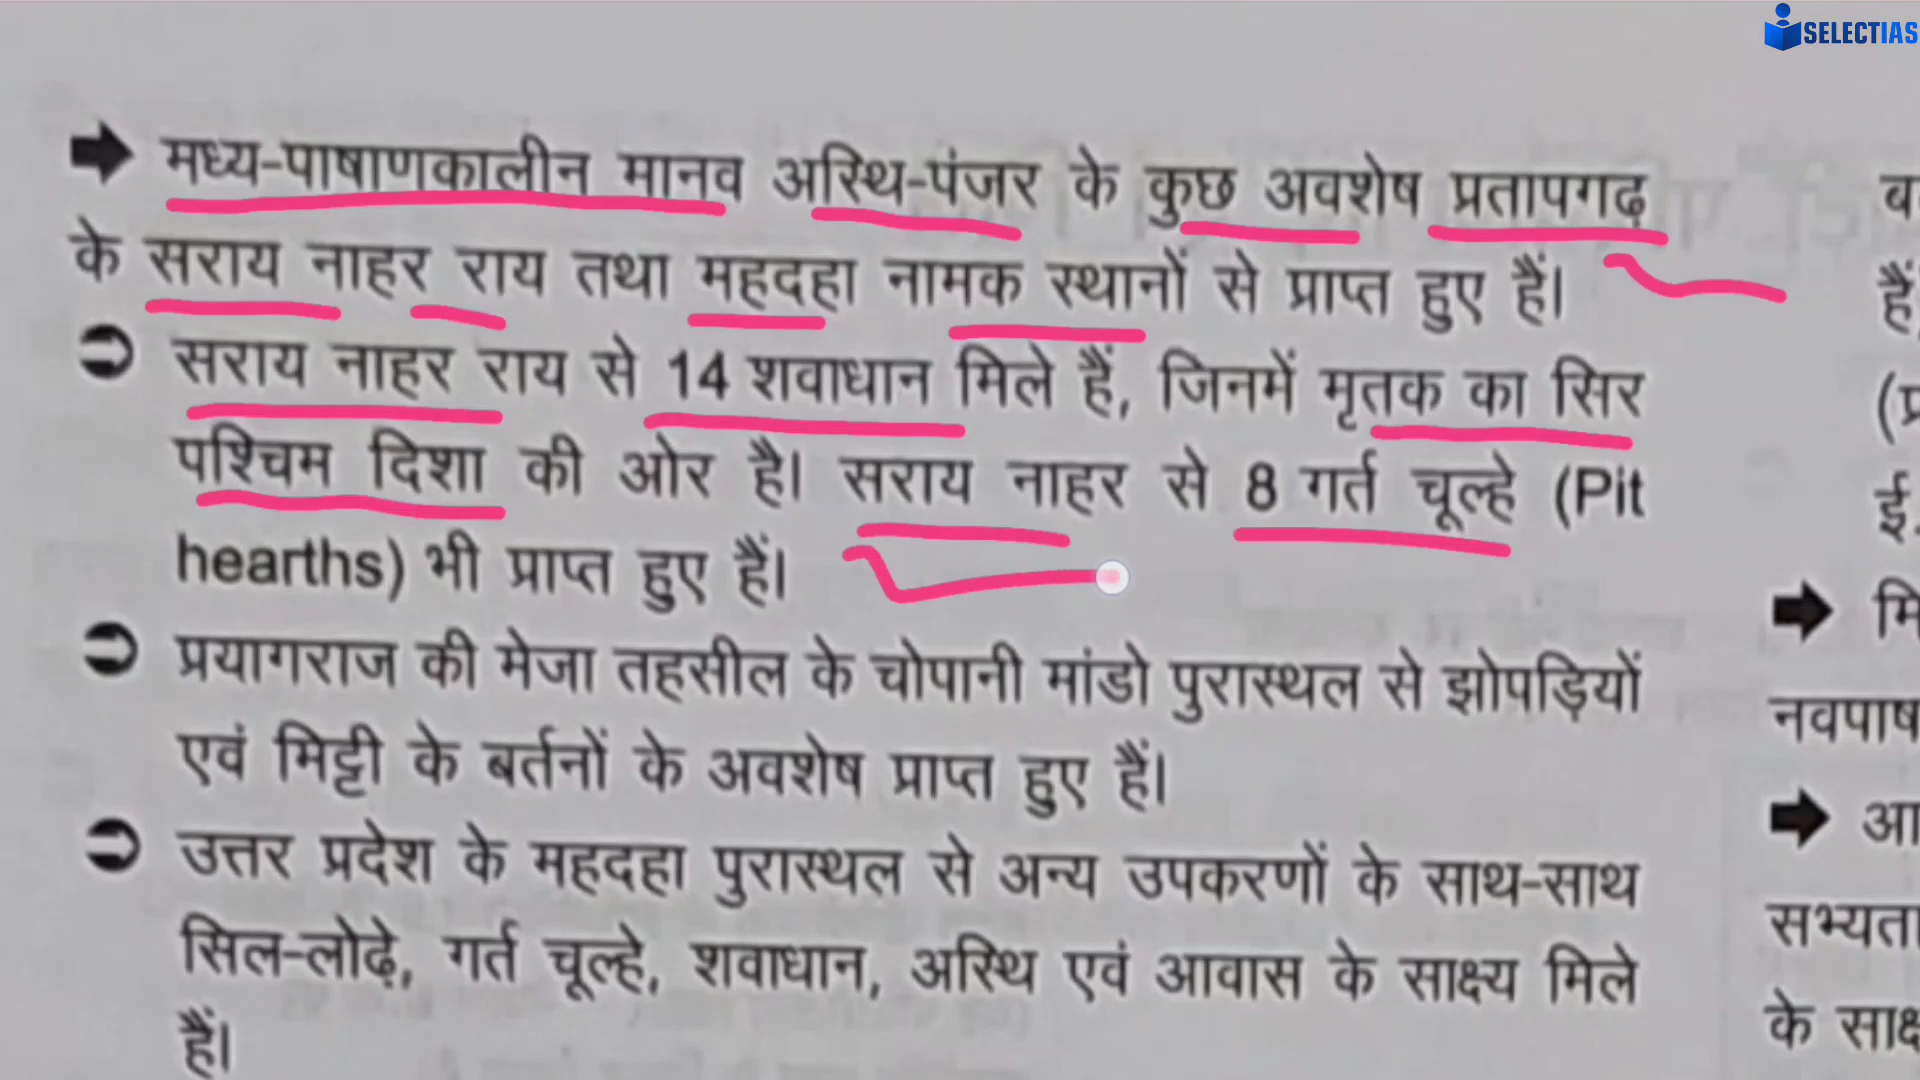 SELECTIAS
मध्य-पाषाणकालीन मानव अस्थि-पंजर के कुछ अवशेष प्रतापगढ़
के सराय नाहर राय तथा महदहा नामक स्थानों से प्राप्त हुए हैं।
सराय नाहर राय से 14 शवाधान मिले हैं, जिनमें मृतक का सिर
पश्चिम दिशा की ओर है। सराय नाहर से 8 गर्त चूल्हे (Pit
hearths) भी प्राप्त हुए हैं।
प्रयागराज की मेजा तहसील के चोपानी मांडो पुरास्थल से झोपड़ियों
एवं मिट्टी के बर्तनों के अवशेष प्राप्त हुए हैं।
उत्तर प्रदेश के महदहा पुरास्थल से अन्य उपकरणों के साथ-साथ
सिल-लोढ़े, गर्त चूल्हे, शवाधान, अस्थि एवं आवास के साक्ष्य मिले
हैं।
ई.
नवपाष
सभ्यता
के साक्ष